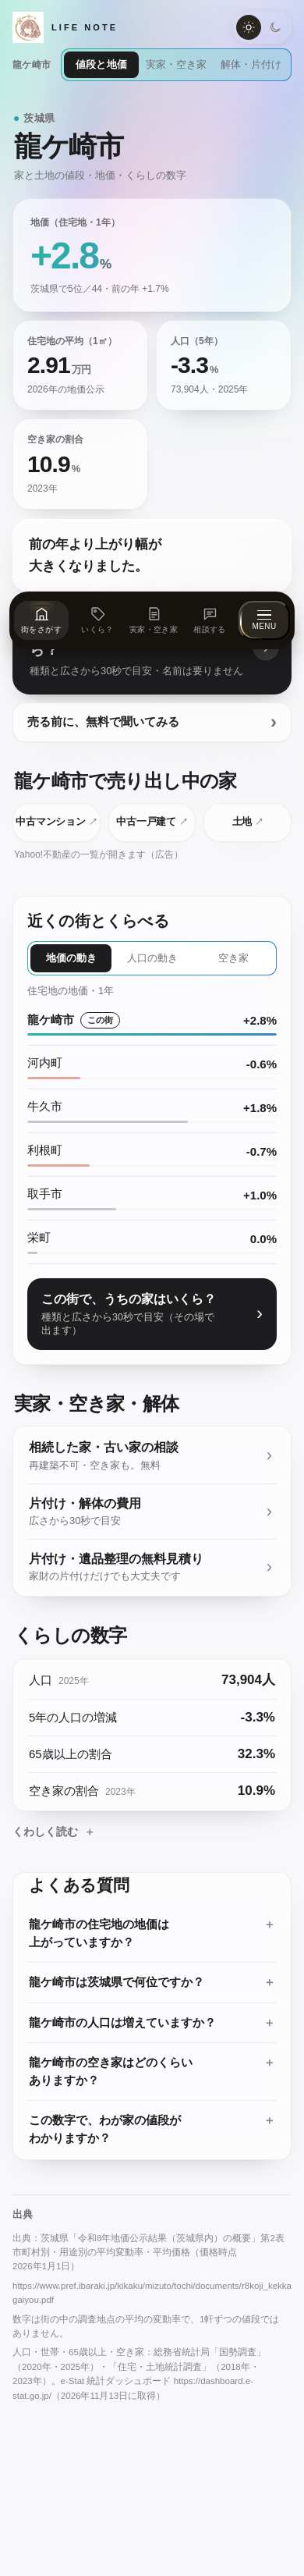 LIFE NOTE
龍ケ崎市
値段と地価
実家・空き家
解体・片付け
茨城県
龍ケ崎市
家と土地の値段・地価・くらしの数字
地価（住宅地・1年）
+2.8%
茨城県で5位／44・前の年 +1.7%
住宅地の平均（1㎡）
2.91万円
2026年の地価公示
人口（5年）
-3.3%
73,904人・2025年
空き家の割合
10.9%
2023年
前の年より上がり幅が
大きくなりました。
街をさがす
いくら？
実家・空き家
相談する
MENU
種類と広さから30秒で目安・名前は要りません
売る前に、無料で聞いてみる
龍ケ崎市で売り出し中の家
中古マンション ↗
中古一戸建て ↗
土地 ↗
Yahoo!不動産の一覧が開きます（広告）
近くの街とくらべる
地価の動き
人口の動き
空き家
住宅地の地価・1年
龍ケ崎市 この街 +2.8%
河内町 -0.6%
牛久市 +1.8%
利根町 -0.7%
取手市 +1.0%
栄町 0.0%
この街で、うちの家はいくら？
種類と広さから30秒で目安（その場で
出ます）
実家・空き家・解体
相続した家・古い家の相談
再建築不可・空き家も。無料
片付け・解体の費用
広さから30秒で目安
片付け・遺品整理の無料見積り
家財の片付けだけでも大丈夫です
くらしの数字
人口 2025年 73,904人
5年の人口の増減 -3.3%
65歳以上の割合 32.3%
空き家の割合 2023年 10.9%
くわしく読む +
よくある質問
龍ケ崎市の住宅地の地価は
上がっていますか？ +
龍ケ崎市は茨城県で何位ですか？ +
龍ケ崎市の人口は増えていますか？ +
龍ケ崎市の空き家はどのくらい
ありますか？ +
この数字で、わが家の値段が
わかりますか？ +
出典
出典：茨城県「令和8年地価公示結果（茨城県内）の概要」第2表
市町村別・用途別の平均変動率・平均価格（価格時点
2026年1月1日）
https://www.pref.ibaraki.jp/kikaku/mizuto/tochi/documents/r8koji_kekka
gaiyou.pdf
数字は街の中の調査地点の平均の変動率で、1軒ずつの値段では
ありません。
人口・世帯・65歳以上・空き家：総務省統計局「国勢調査」
（2020年・2025年）・「住宅・土地統計調査」（2018年・
2023年）。e-Stat 統計ダッシュボード https://dashboard.e-
stat.go.jp/（2026年11月13日に取得）